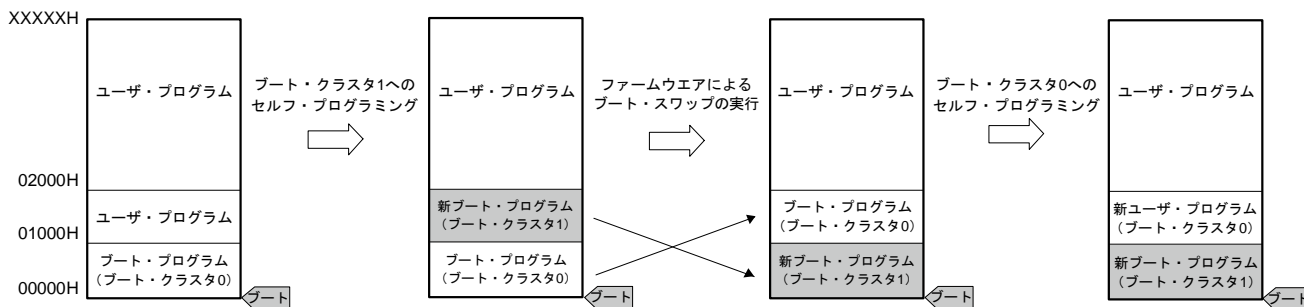 XXXXXH
02000H
01000H
00000H
ユーザ・プログラム
ユーザ・プログラム
ブート・プログラム
(ブート・クラスタ0)
ブート
ブート・クラスタ1への
セルフ・プログラミング
ユーザ・プログラム
新ブート・プログラム
(ブート・クラスタ1)
ブート・プログラム
(ブート・クラスタ0)
ブート
ファームウエアによる
ブート・スワップの実行
ユーザ・プログラム
ブート・プログラム
(ブート・クラスタ0)
新ブート・プログラム
(ブート・クラスタ1)
ブート
ブート・クラスタ0への
セルフ・プログラミング
ユーザ・プログラム
新ユーザ・プログラム
(ブート・クラスタ0)
新ブート・プログラム
(ブート・クラスタ1)
ブート